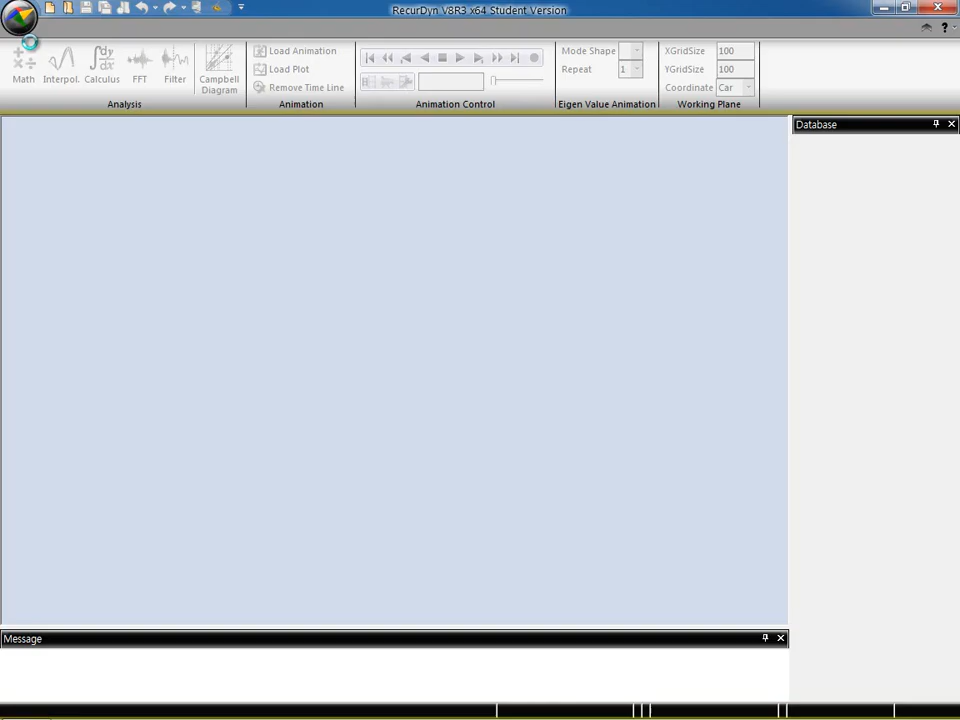 RecurDyn V8R3 x64 Student Version
?
Load Animation
Mode Shape
XGridSize 100
Load Plot
Repeat 1
YGridSize 100
Math
Interpol.
Calculus
FFT
Filter
Campbell
Diagram
Remove Time Line
Coordinate Car
Analysis
Animation
Animation Control
Eigen Value Animation
Working Plane
Database
Message